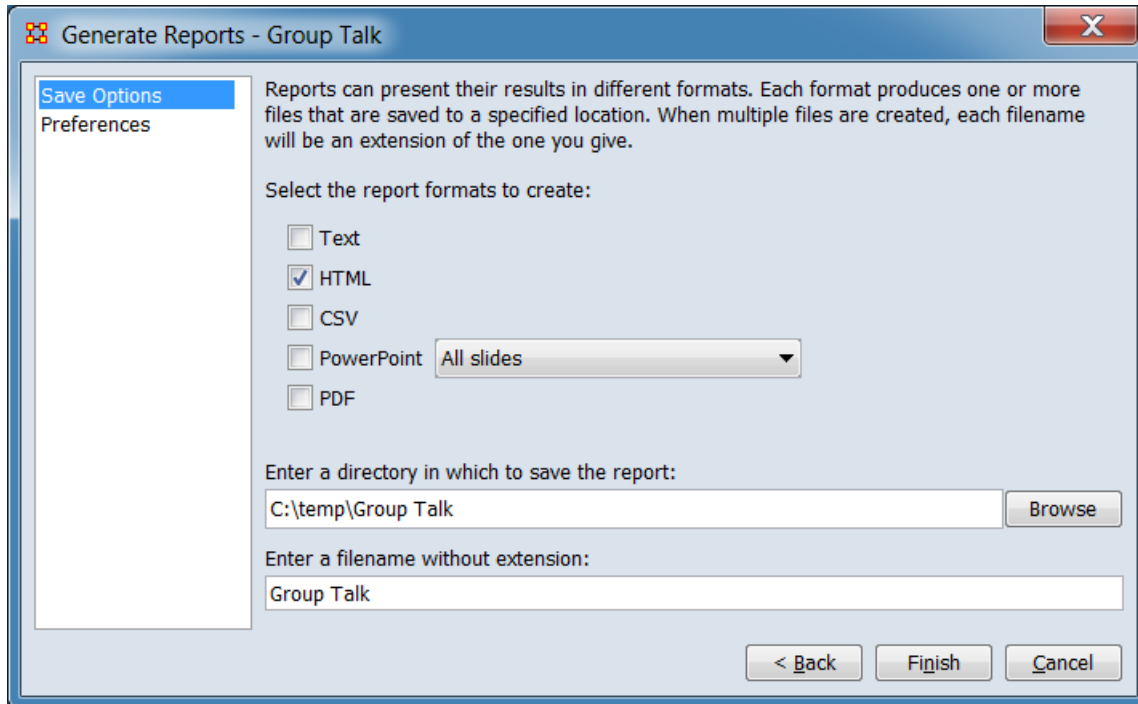 Generate Reports - Group Talk
Save Options
Preferences
Reports can present their results in different formats. Each format produces one or more
files that are saved to a specified location. When multiple files are created, each filename
will be an extension of the one you give.
Select the report formats to create:
Text
HTML
CSV
PowerPoint All slides
PDF
Enter a directory in which to save the report:
C:\temp\Group Talk Browse
Enter a filename without extension:
Group Talk
< Back Finish Cancel